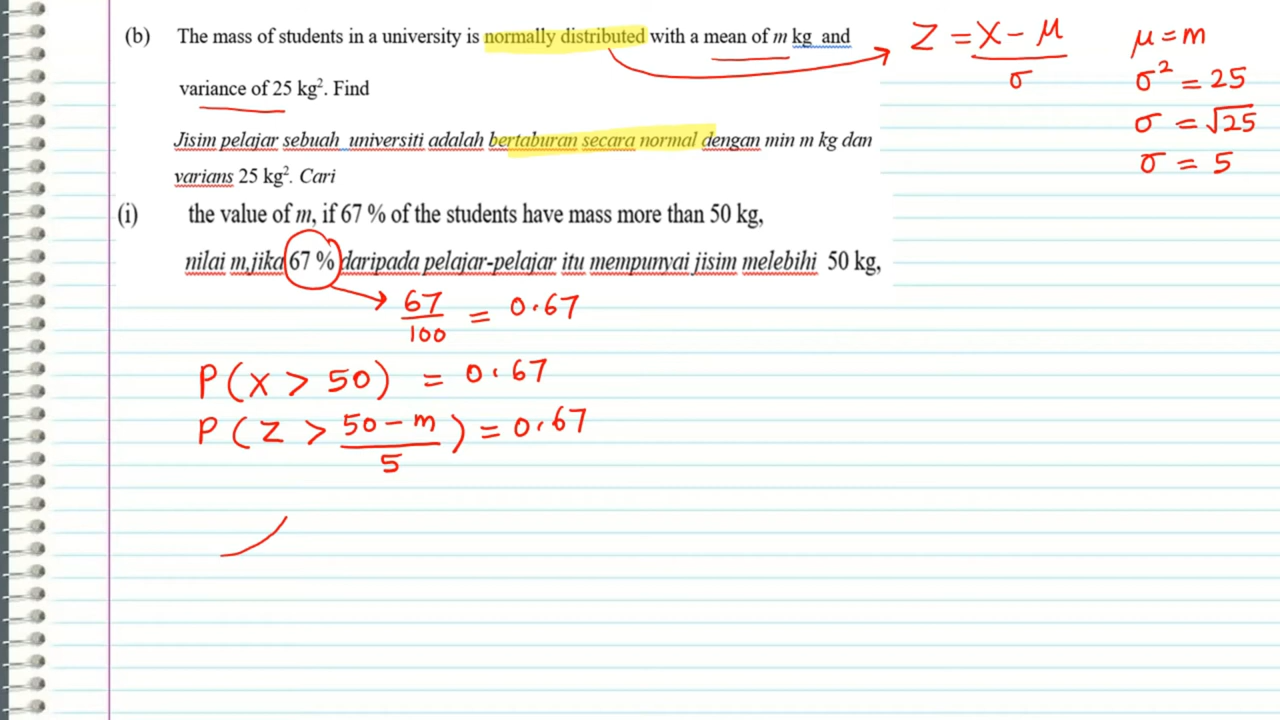 (b) The mass of students in a university is normally distributed with a mean of m kg and
variance of 25 kg². Find
Jisim pelajar sebuah universiti adalah bertaburan secara normal dengan min m kg dan
varians 25 kg². Cari
(i) the value of m, if 67 % of the students have mass more than 50 kg,
nilai m,jika 67 % daripada pelajar-pelajar itu mempunyai jisim melebihi 50 kg,
67/100 = 0.67
P(X > 50) = 0.67
P(Z > (50 - m)/5) = 0.67
Z = (X - μ)/σ
μ = m
σ² = 25
σ = √25
σ = 5